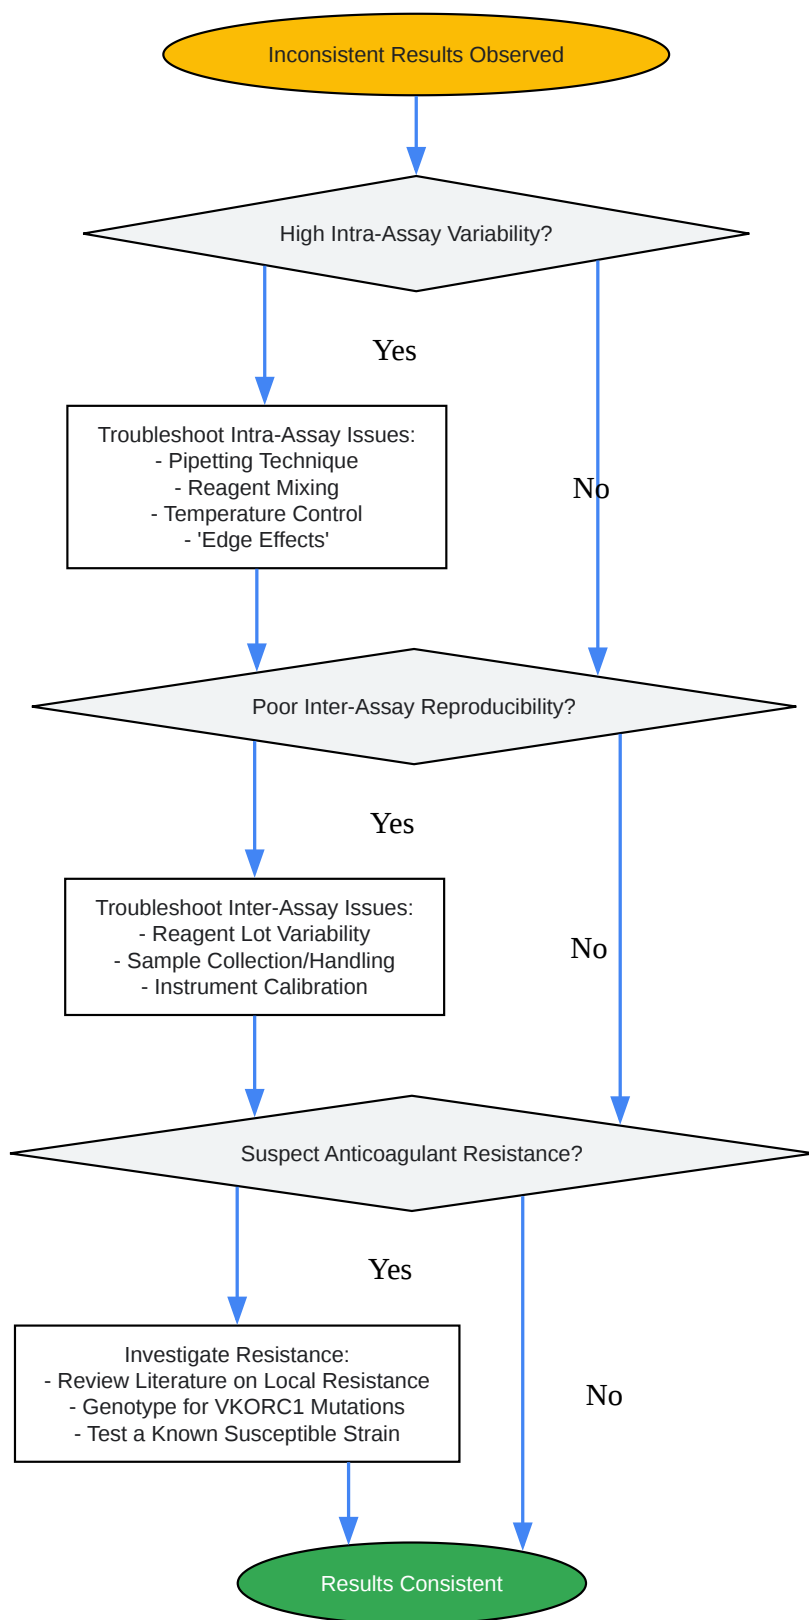 Inconsistent Results Observed
High Intra-Assay Variability?
Yes
Troubleshoot Intra-Assay Issues:
- Pipetting Technique
- Reagent Mixing
- Temperature Control
- 'Edge Effects'
No
Poor Inter-Assay Reproducibility?
Yes
Troubleshoot Inter-Assay Issues:
- Reagent Lot Variability
- Sample Collection/Handling
- Instrument Calibration
No
Suspect Anticoagulant Resistance?
Yes
Investigate Resistance:
- Review Literature on Local Resistance
- Genotype for VKORC1 Mutations
- Test a Known Susceptible Strain
No
Results Consistent